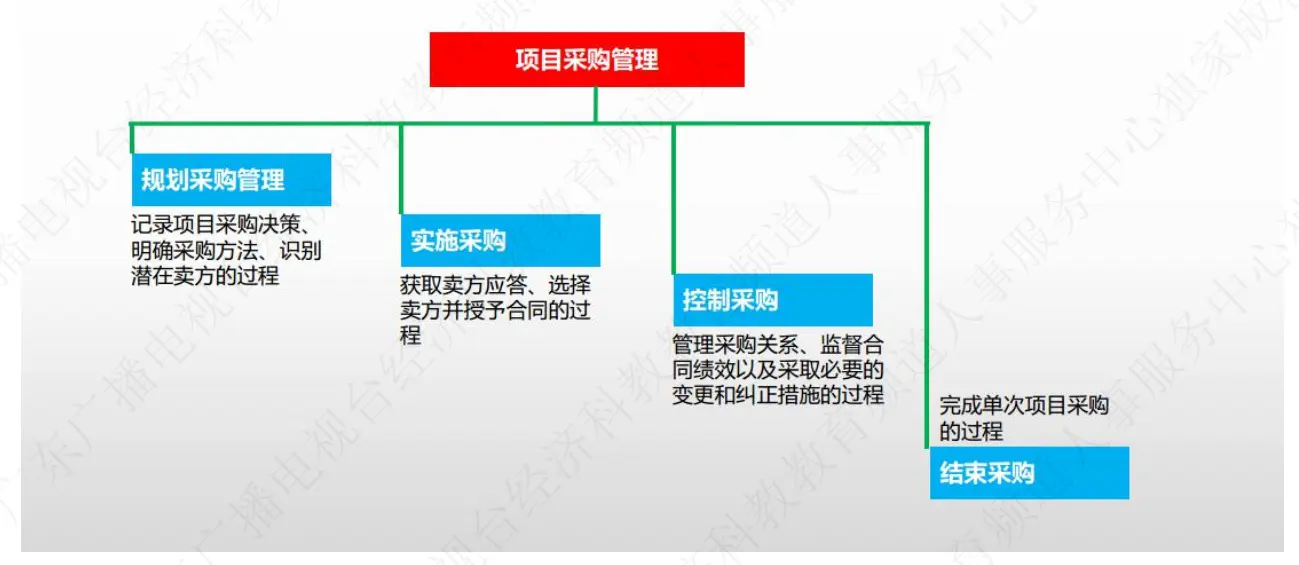 项目采购管理
规划采购管理
记录项目采购决策、
明确采购方法、识别
潜在卖方的过程
实施采购
获取卖方应答、选择
卖方并授予合同的过
程
控制采购
管理采购关系、监督合
同绩效以及采取必要的
变更和纠正措施的过程
完成单次项目采购
的过程
结束采购
广东广播电视台经济科教教育频道人事服务中心独家版权